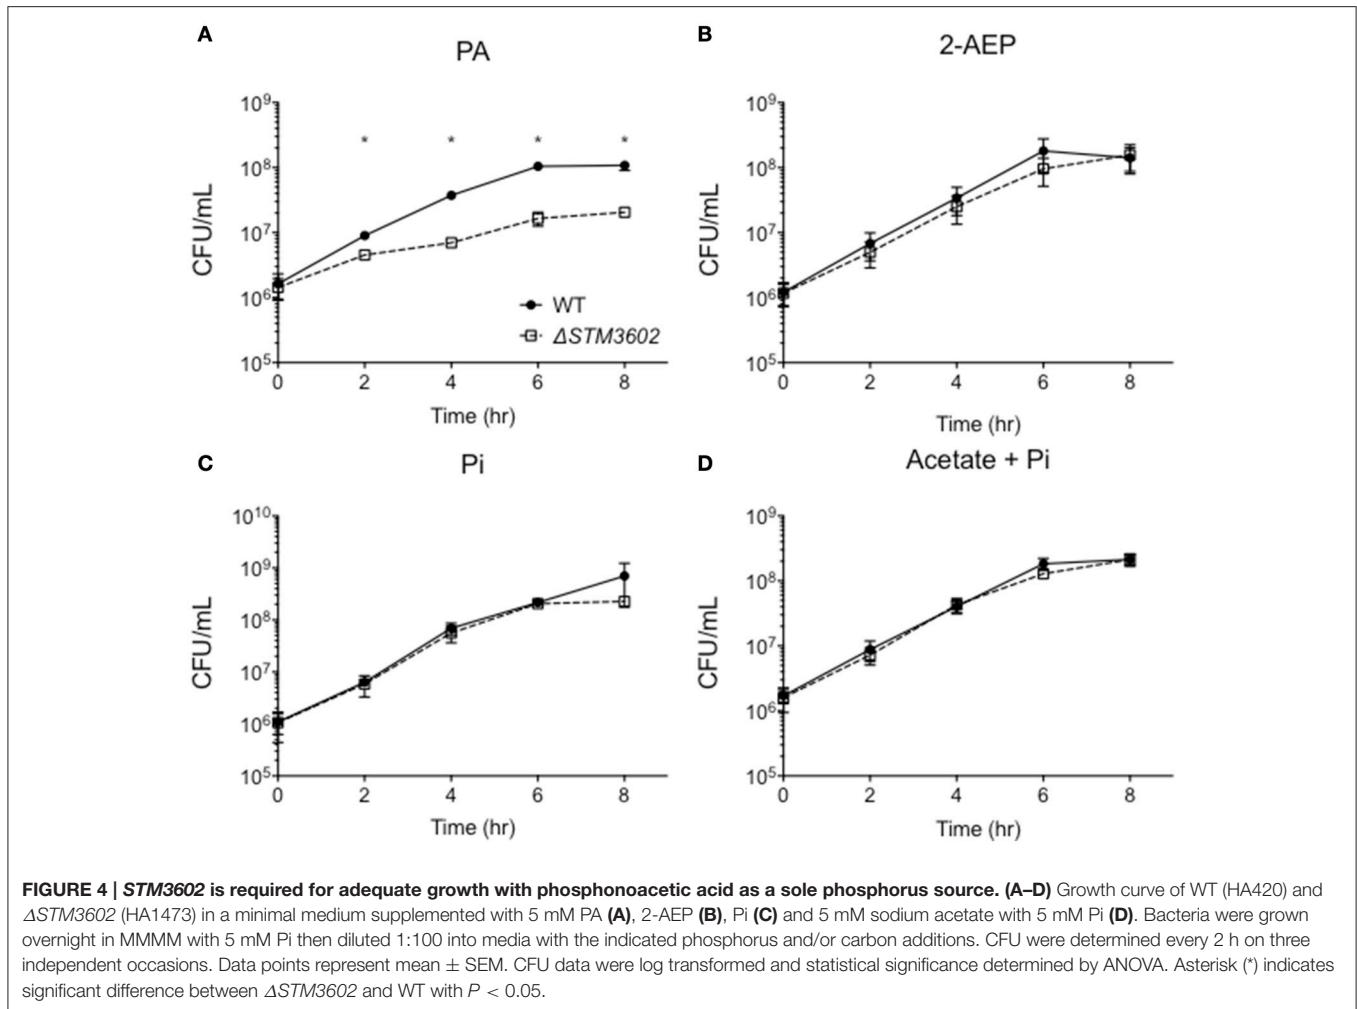 A
PA
CFU/mL
10⁹
10⁸
10⁷
10⁶
10⁵
* * * *
WT
ΔSTM3602
0 2 4 6 8
Time (hr)
B
2-AEP
CFU/mL
10⁹
10⁸
10⁷
10⁶
10⁵
0 2 4 6 8
Time (hr)
C
Pi
CFU/mL
10¹⁰
10⁹
10⁸
10⁷
10⁶
10⁵
0 2 4 6 8
Time (hr)
D
Acetate + Pi
CFU/mL
10⁹
10⁸
10⁷
10⁶
10⁵
0 2 4 6 8
Time (hr)
FIGURE 4 | STM3602 is required for adequate growth with phosphonoacetic acid as a sole phosphorus source. (A–D) Growth curve of WT (HA420) and
ΔSTM3602 (HA1473) in a minimal medium supplemented with 5 mM PA (A), 2-AEP (B), Pi (C) and 5 mM sodium acetate with 5 mM Pi (D). Bacteria were grown
overnight in MMMM with 5 mM Pi then diluted 1:100 into media with the indicated phosphorus and/or carbon additions. CFU were determined every 2 h on three
independent occasions. Data points represent mean ± SEM. CFU data were log transformed and statistical significance determined by ANOVA. Asterisk (*) indicates
significant difference between ΔSTM3602 and WT with P < 0.05.